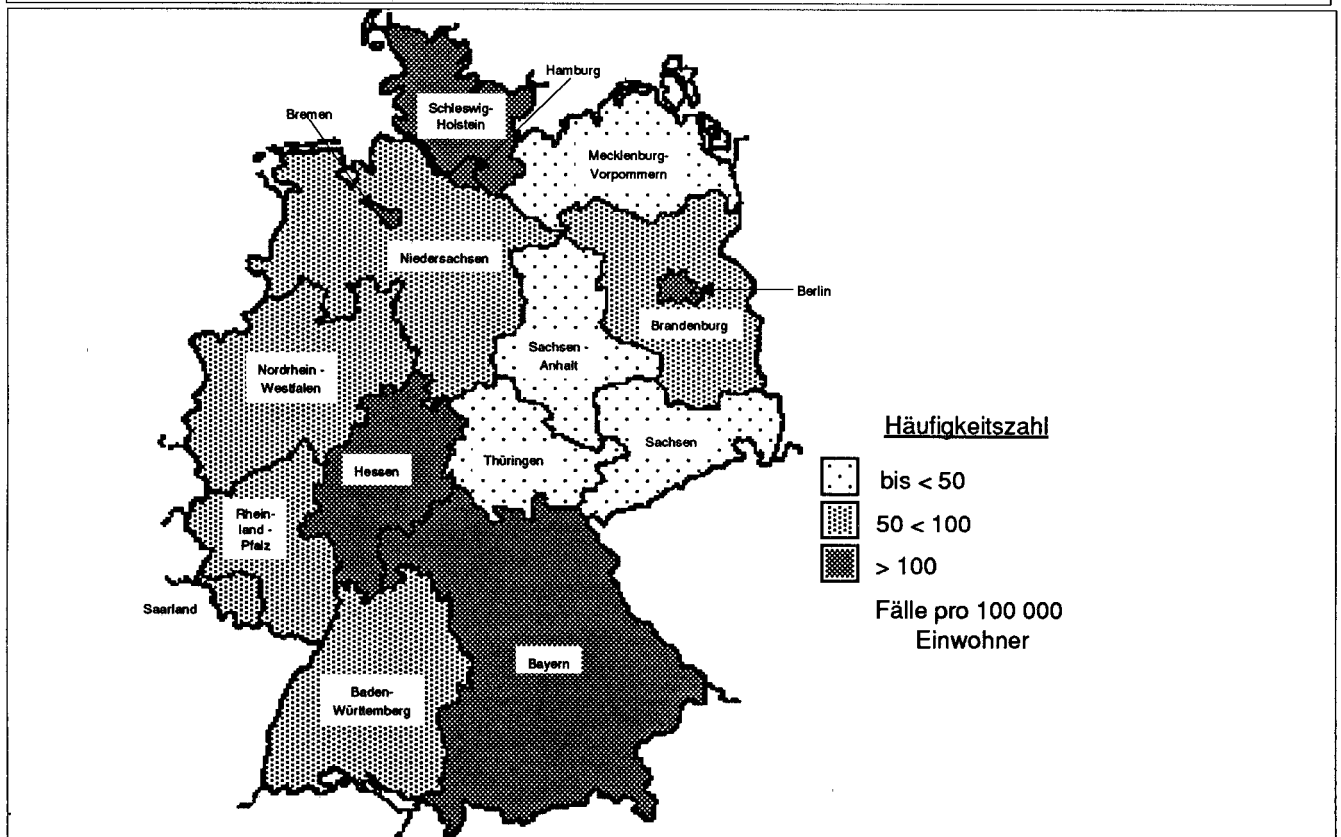 Hamburg
Schleswig-
Holstein
Bremen
Mecklenburg-
Vorpommern
Niedersachsen
Berlin
Brandenburg
Sachsen -
Anhalt
Nordrhein -
Westfalen
Sachsen
Thüringen
Hessen
Rhein-
land -
Pfalz
Saarland
Bayern
Baden-
Württemberg
Häufigkeitszahl
bis < 50
50 < 100
> 100
Fälle pro 100 000
Einwohner